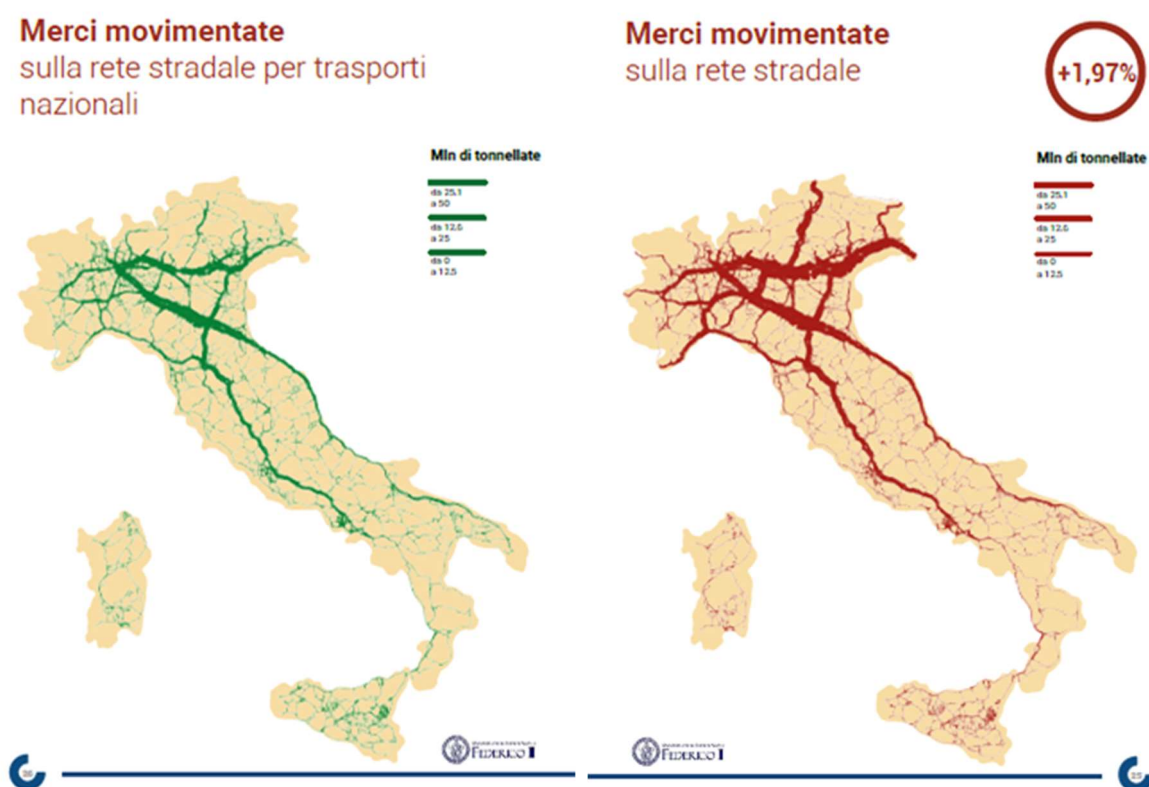 Merci movimentate
sulla rete stradale per trasporti
nazionali
Mln di tonnellate
da 25,1
a 50
da 12,6
a 25
da 0
a 12,5
FEDERICO II
26
Merci movimentate
sulla rete stradale
+1,97%
Mln di tonnellate
da 25,1
a 50
da 12,6
a 25
da 0
a 12,5
FEDERICO II
25